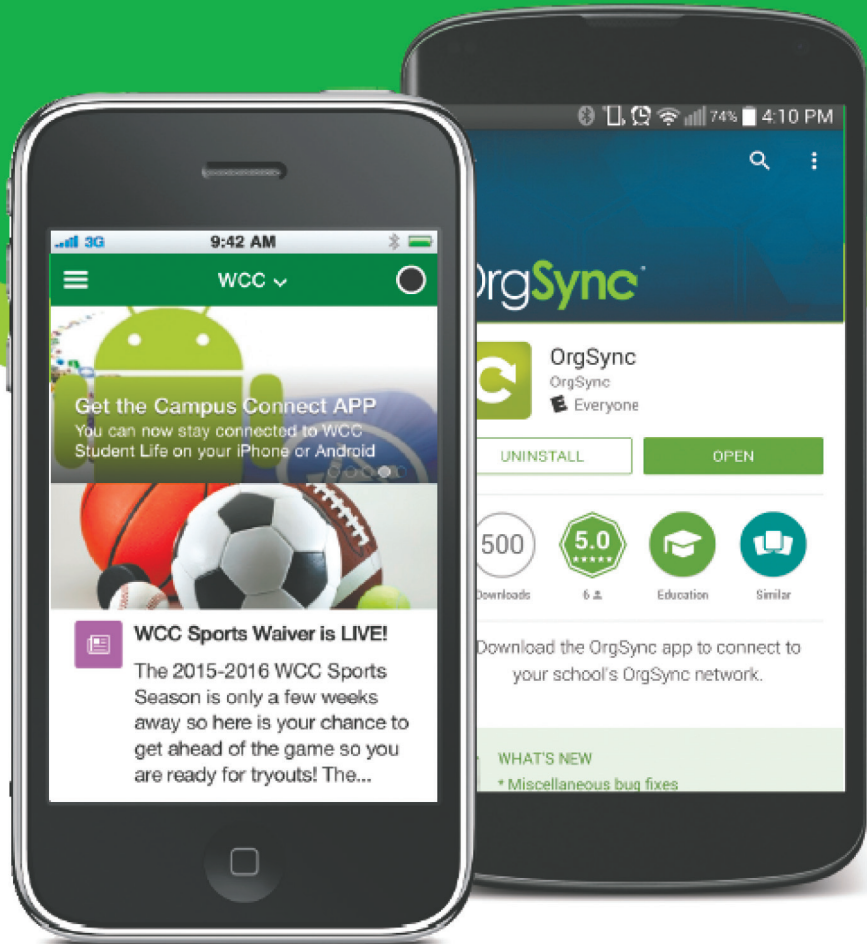 3G 9:42 AM
WCC
Get the Campus Connect APP
You can now stay connected to WCC
Student Life on your iPhone or Android
WCC Sports Waiver is LIVE!
The 2015-2016 WCC Sports
Season is only a few weeks
away so here is your chance to
get ahead of the game so you
are ready for tryouts! The...
74% 4:10 PM
OrgSync
OrgSync
OrgSync
E Everyone
UNINSTALL
OPEN
500
5.0
Downloads
6
Education
Similar
Download the OrgSync app to connect to
your school's OrgSync network.
WHAT'S NEW
* Miscellaneous bug fixes